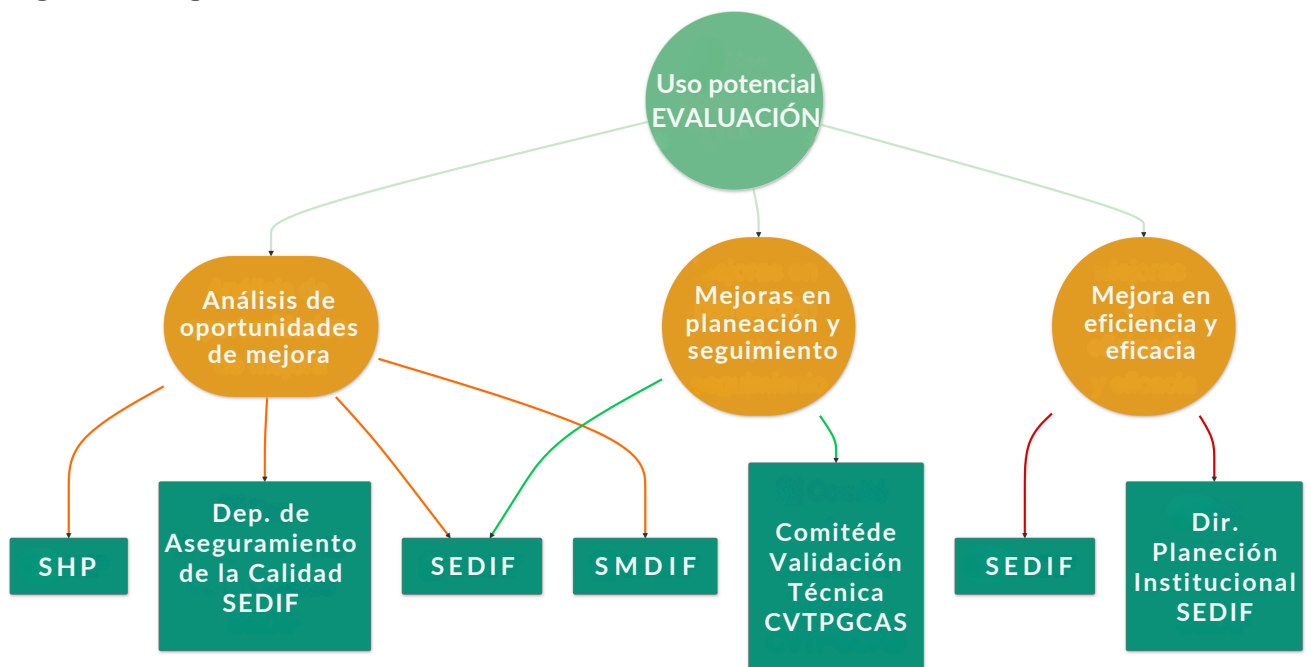 Uso potencial
EVALUACIÓN
Análisis de
oportunidades
de mejora
Mejoras en
planeación y
seguimiento
Mejora en
eficiencia y
eficacia
SHP
Dep. de
Aseguramiento
de la Calidad
SEDIF
SEDIF
SMDIF
Comitéde
Validación
Técnica
CVTPGCAS
SEDIF
Dir.
Planeción
Institucional
SEDIF